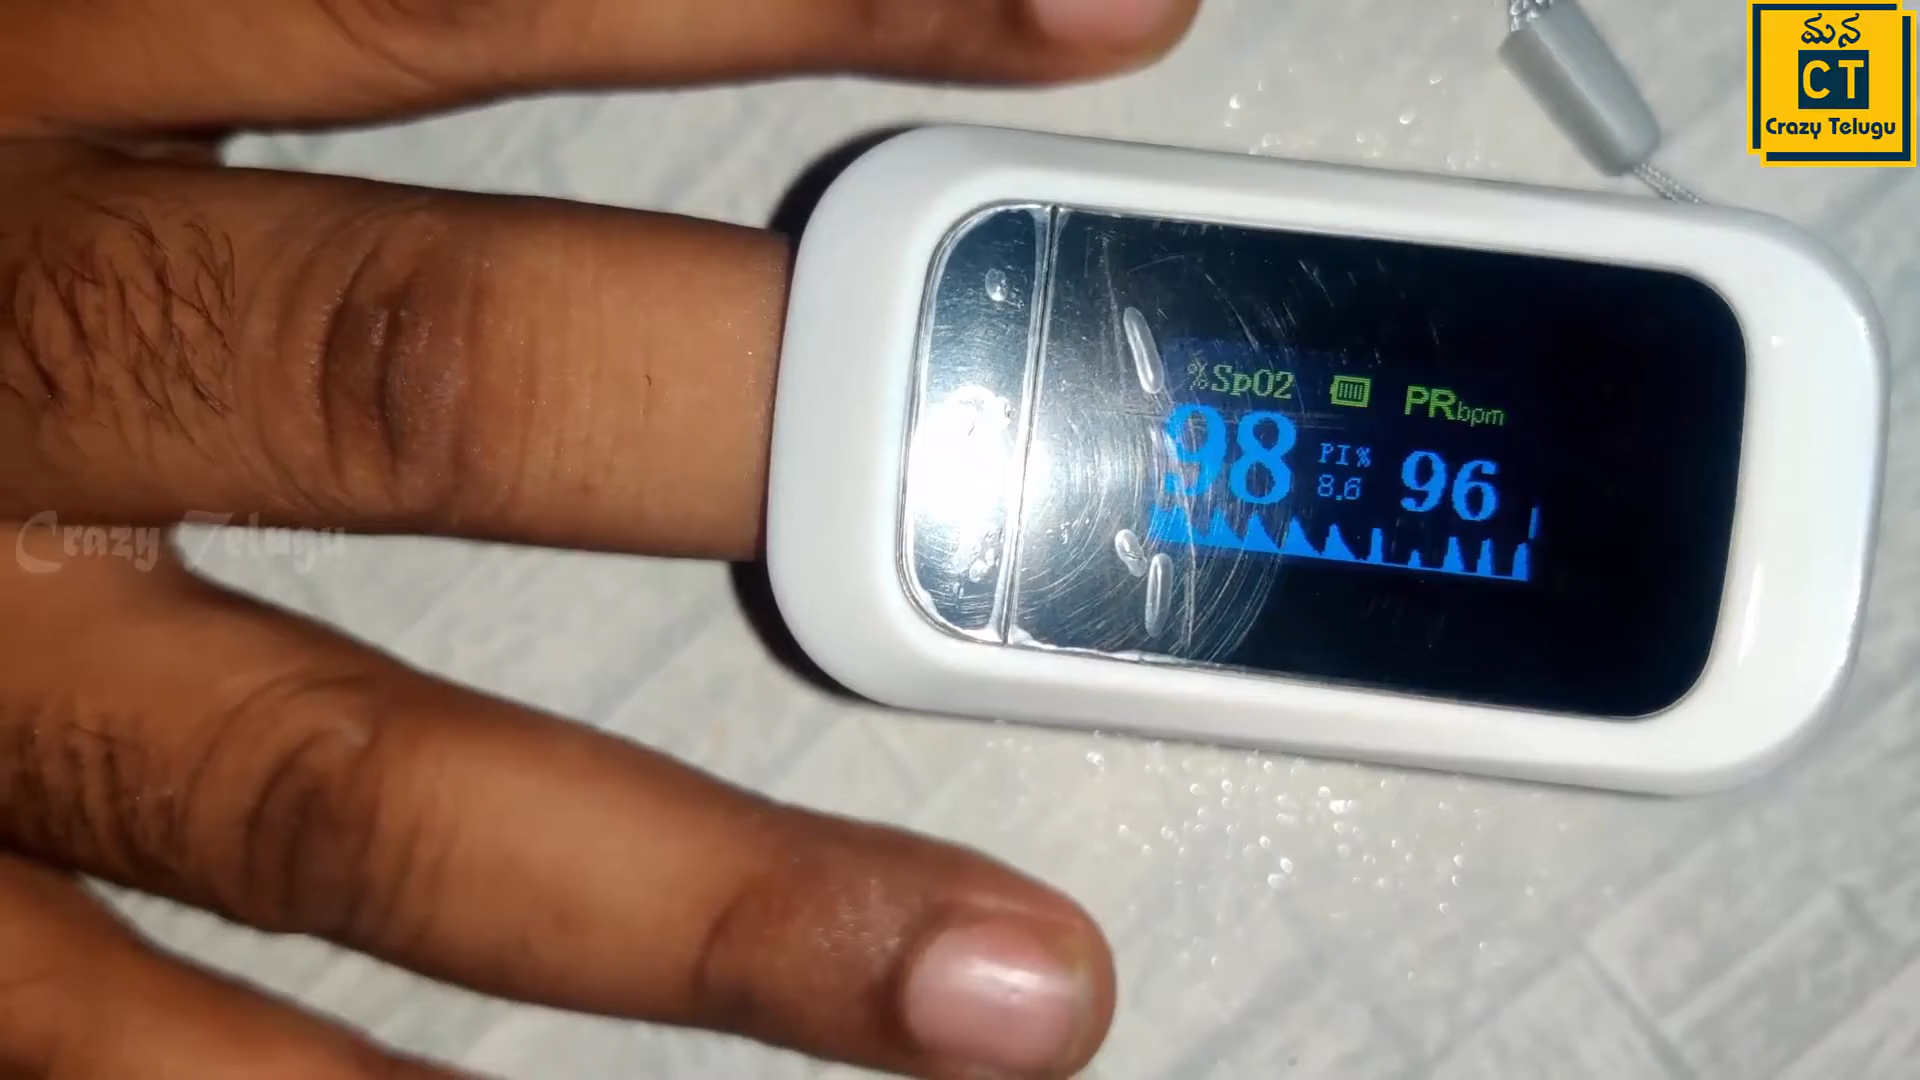 మన
CT
Crazy Telugu
%SpO2 PRbpm
98 PI% 96
8.6
Crazy Telugu